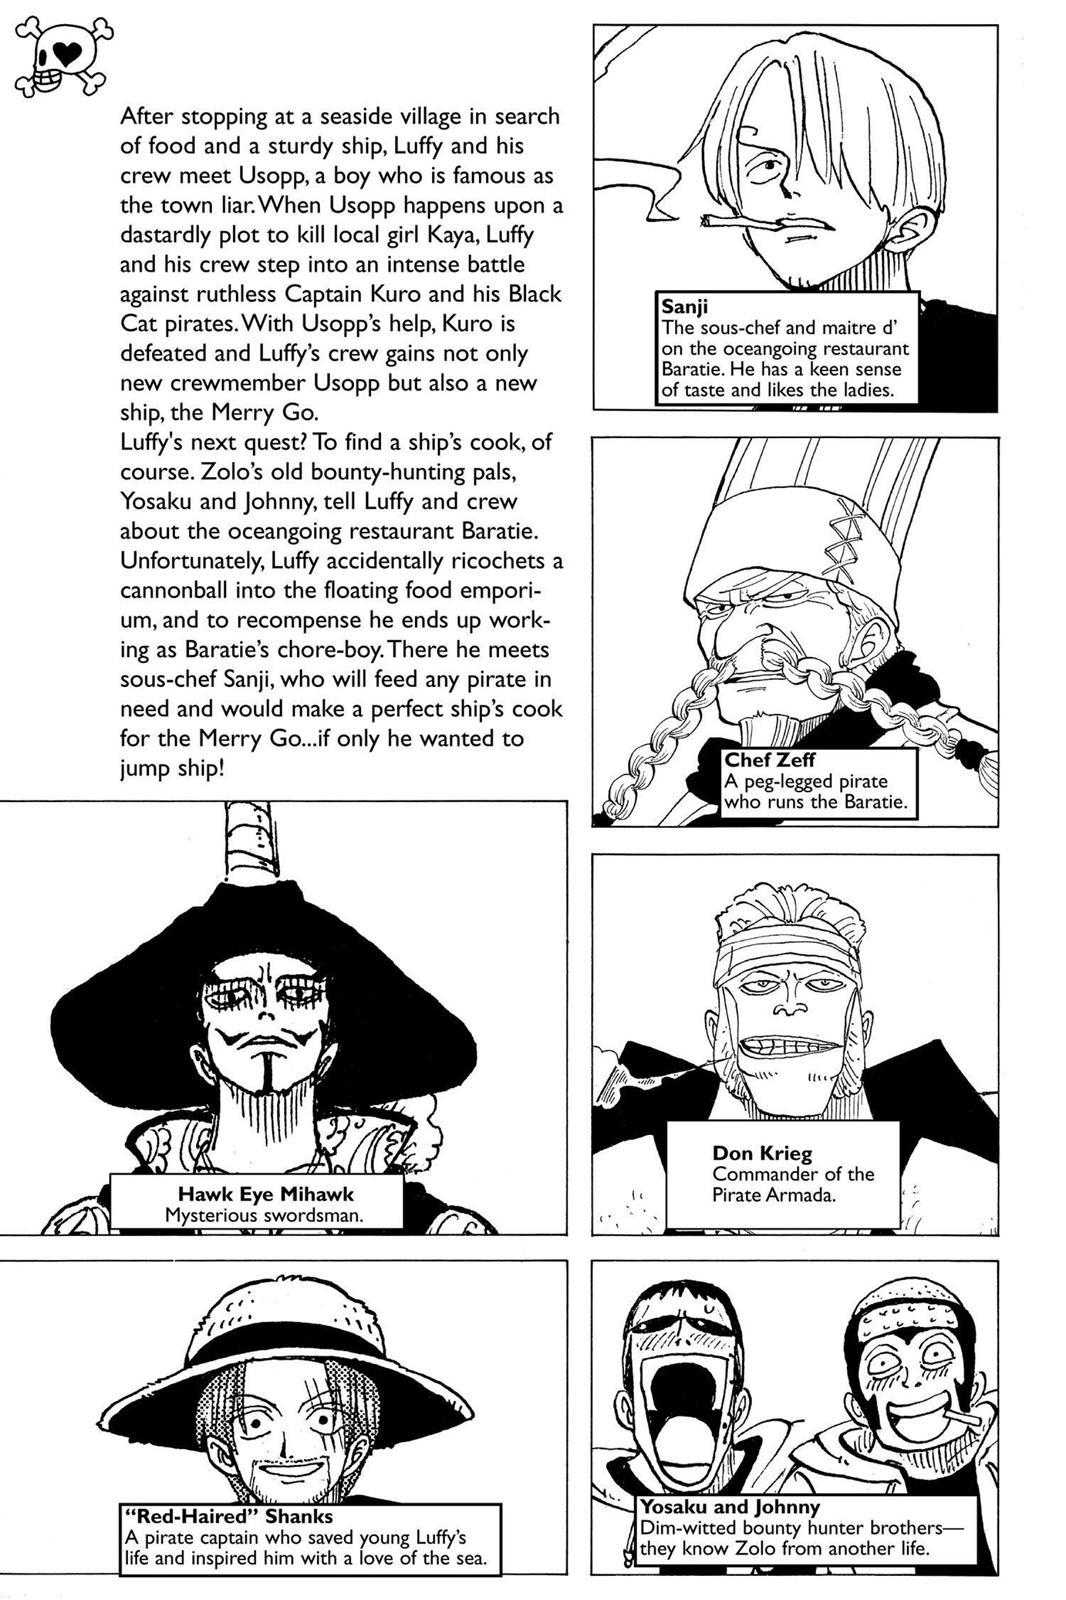 After stopping at a seaside village in search
of food and a sturdy ship, Luffy and his
crew meet Usopp, a boy who is famous as
the town liar. When Usopp happens upon a
dastardly plot to kill local girl Kaya, Luffy
and his crew step into an intense battle
against ruthless Captain Kuro and his Black
Cat pirates. With Usopp's help, Kuro is
defeated and Luffy's crew gains not only
new crewmember Usopp but also a new
ship, the Merry Go.
Luffy's next quest? To find a ship's cook, of
course. Zolo's old bounty-hunting pals,
Yosaku and Johnny, tell Luffy and crew
about the oceangoing restaurant Baratie.
Unfortunately, Luffy accidentally ricochets a
cannonball into the floating food empori-
um, and to recompense he ends up work-
ing as Baratie's chore-boy. There he meets
sous-chef Sanji, who will feed any pirate in
need and would make a perfect ship's cook
for the Merry Go...if only he wanted to
jump ship!
Sanji
The sous-chef and maitre d'
on the oceangoing restaurant
Baratie. He has a keen sense
of taste and likes the ladies.
Chef Zeff
A peg-legged pirate
who runs the Baratie.
Hawk Eye Mihawk
Mysterious swordsman.
Don Krieg
Commander of the
Pirate Armada.
"Red-Haired" Shanks
A pirate captain who saved young Luffy's
life and inspired him with a love of the sea.
Yosaku and Johnny
Dim-witted bounty hunter brothers—
they know Zolo from another life.